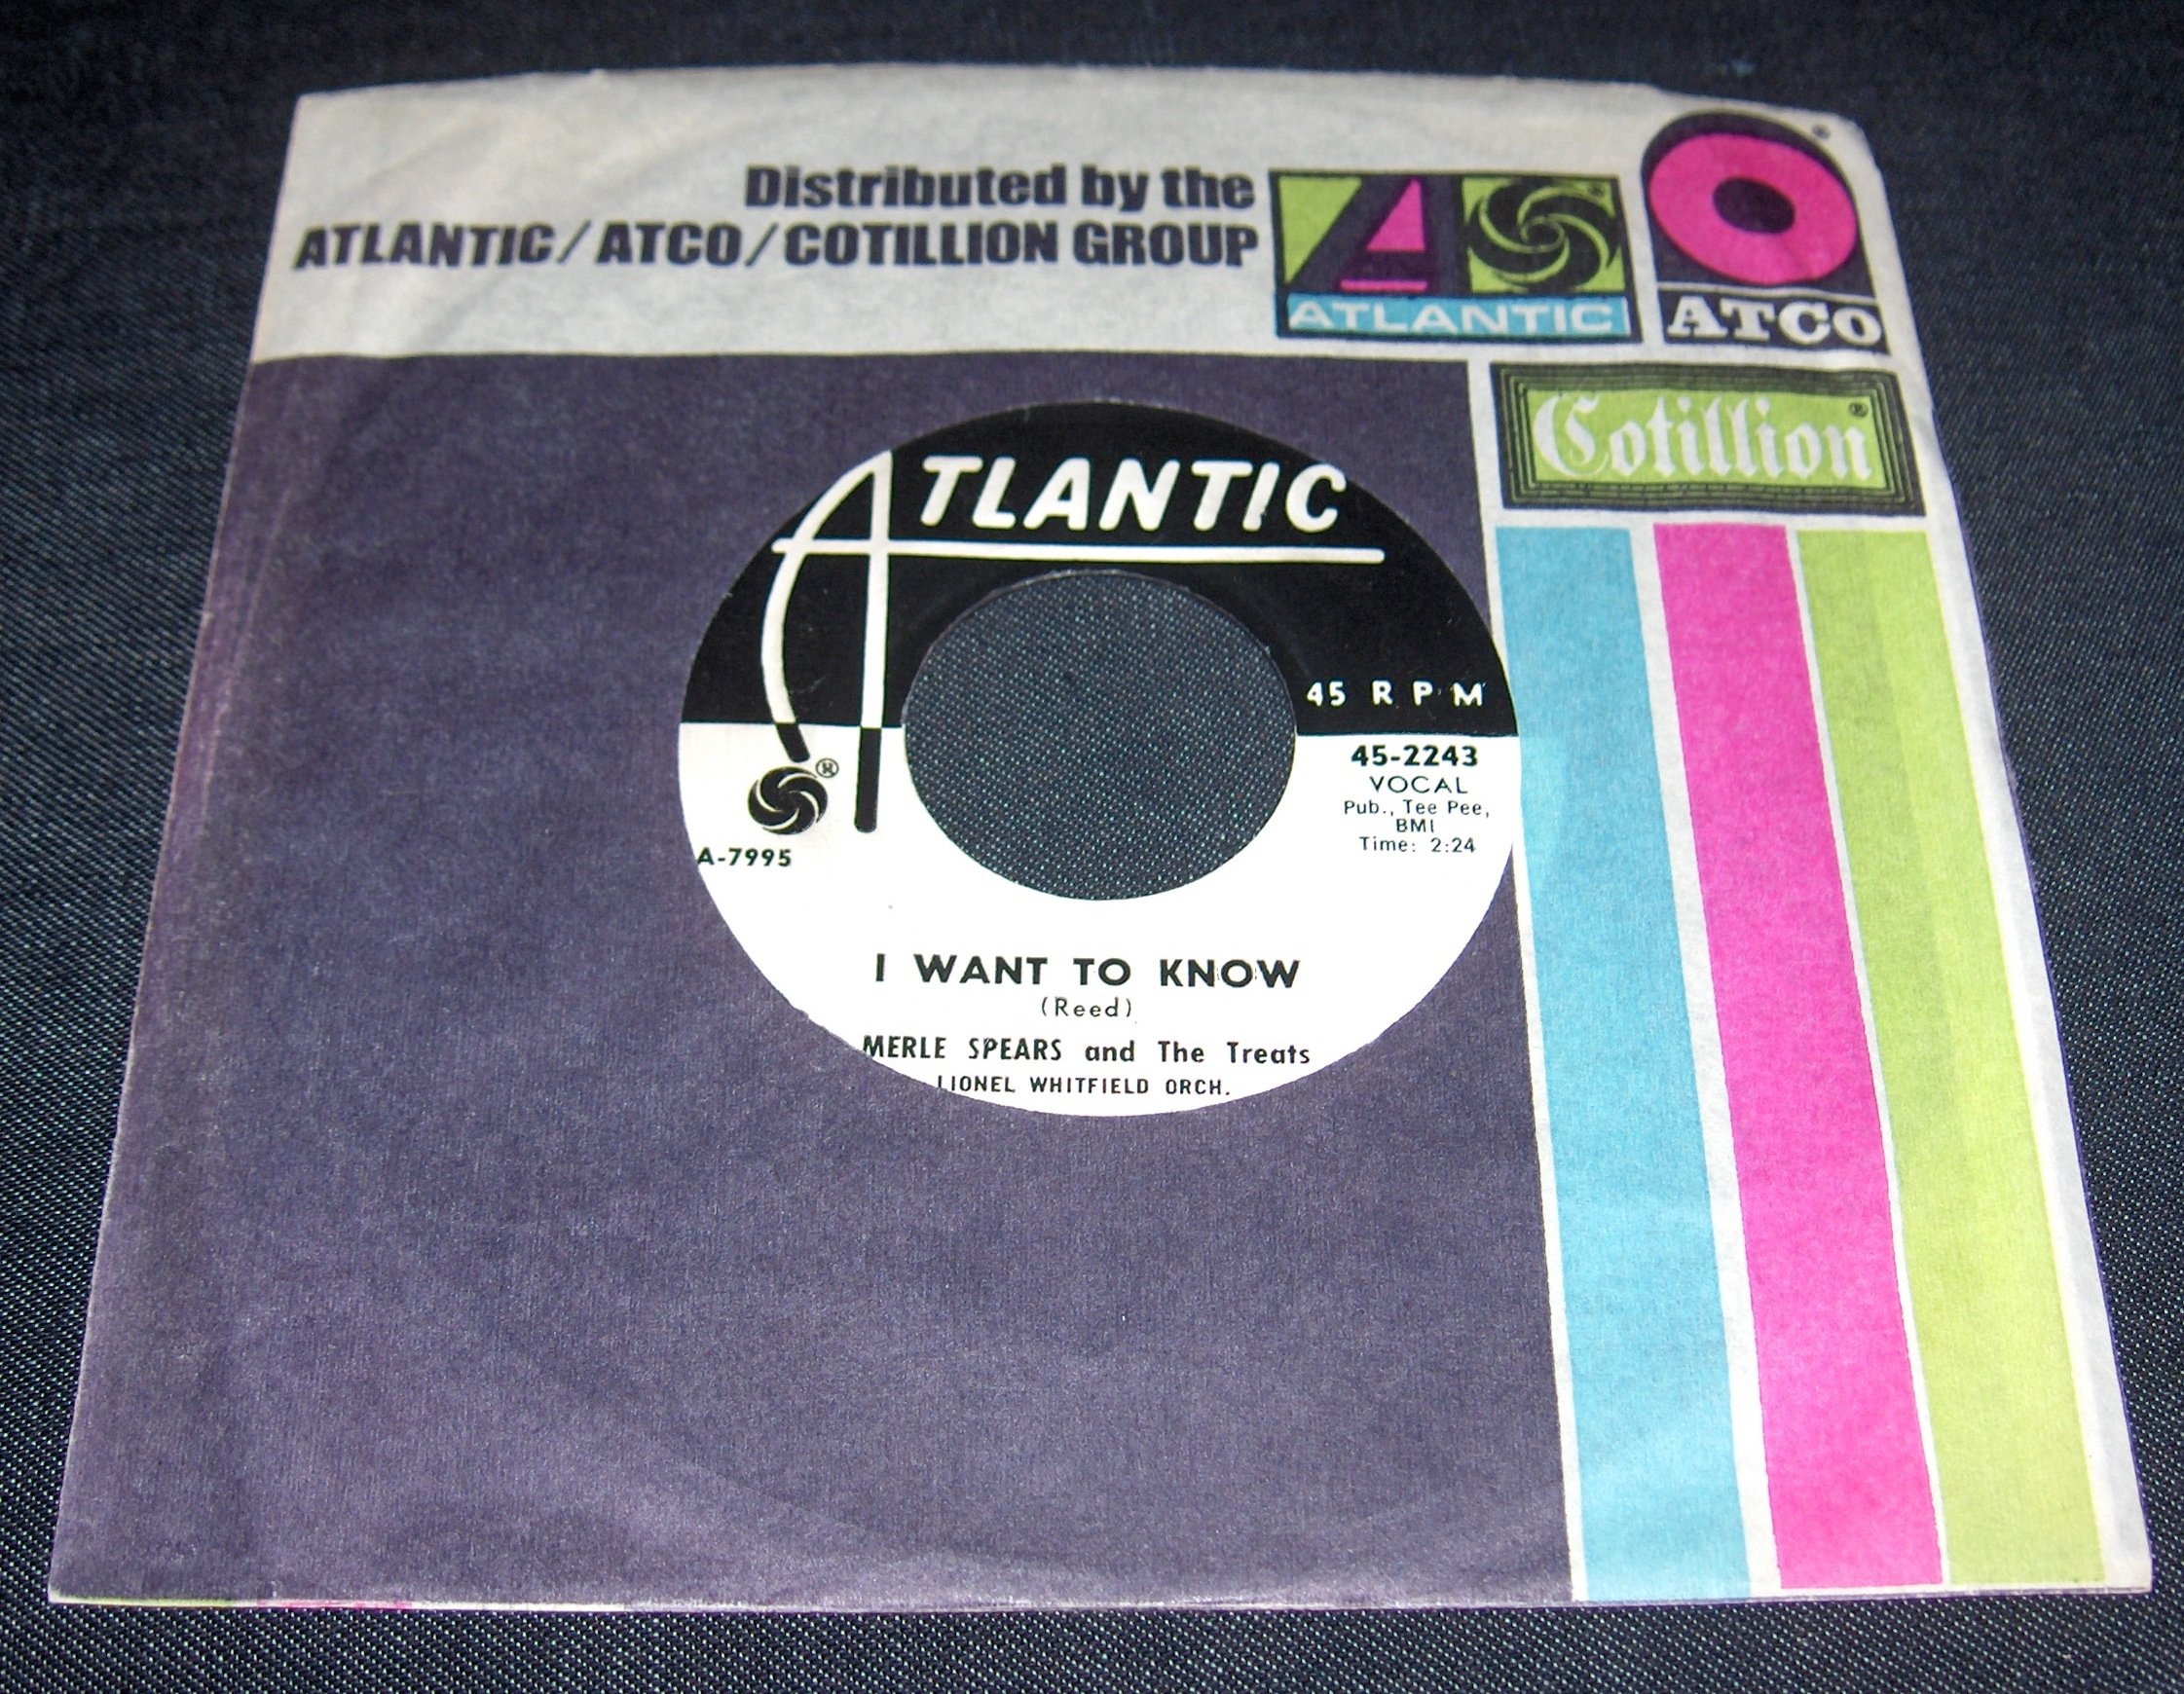 Distributed by the
ATLANTIC/ATCO/COTILLION GROUP
ATLANTIC
®
ATCO
®
Cotillion®
ATLANTIC
45 RPM
45-2243
VOCAL
Pub., Tee Pee,
BMI
Time: 2:24
®
A-7995
I WANT TO KNOW
(Reed)
MERLE SPEARS and The Treats
LIONEL WHITFIELD ORCH.